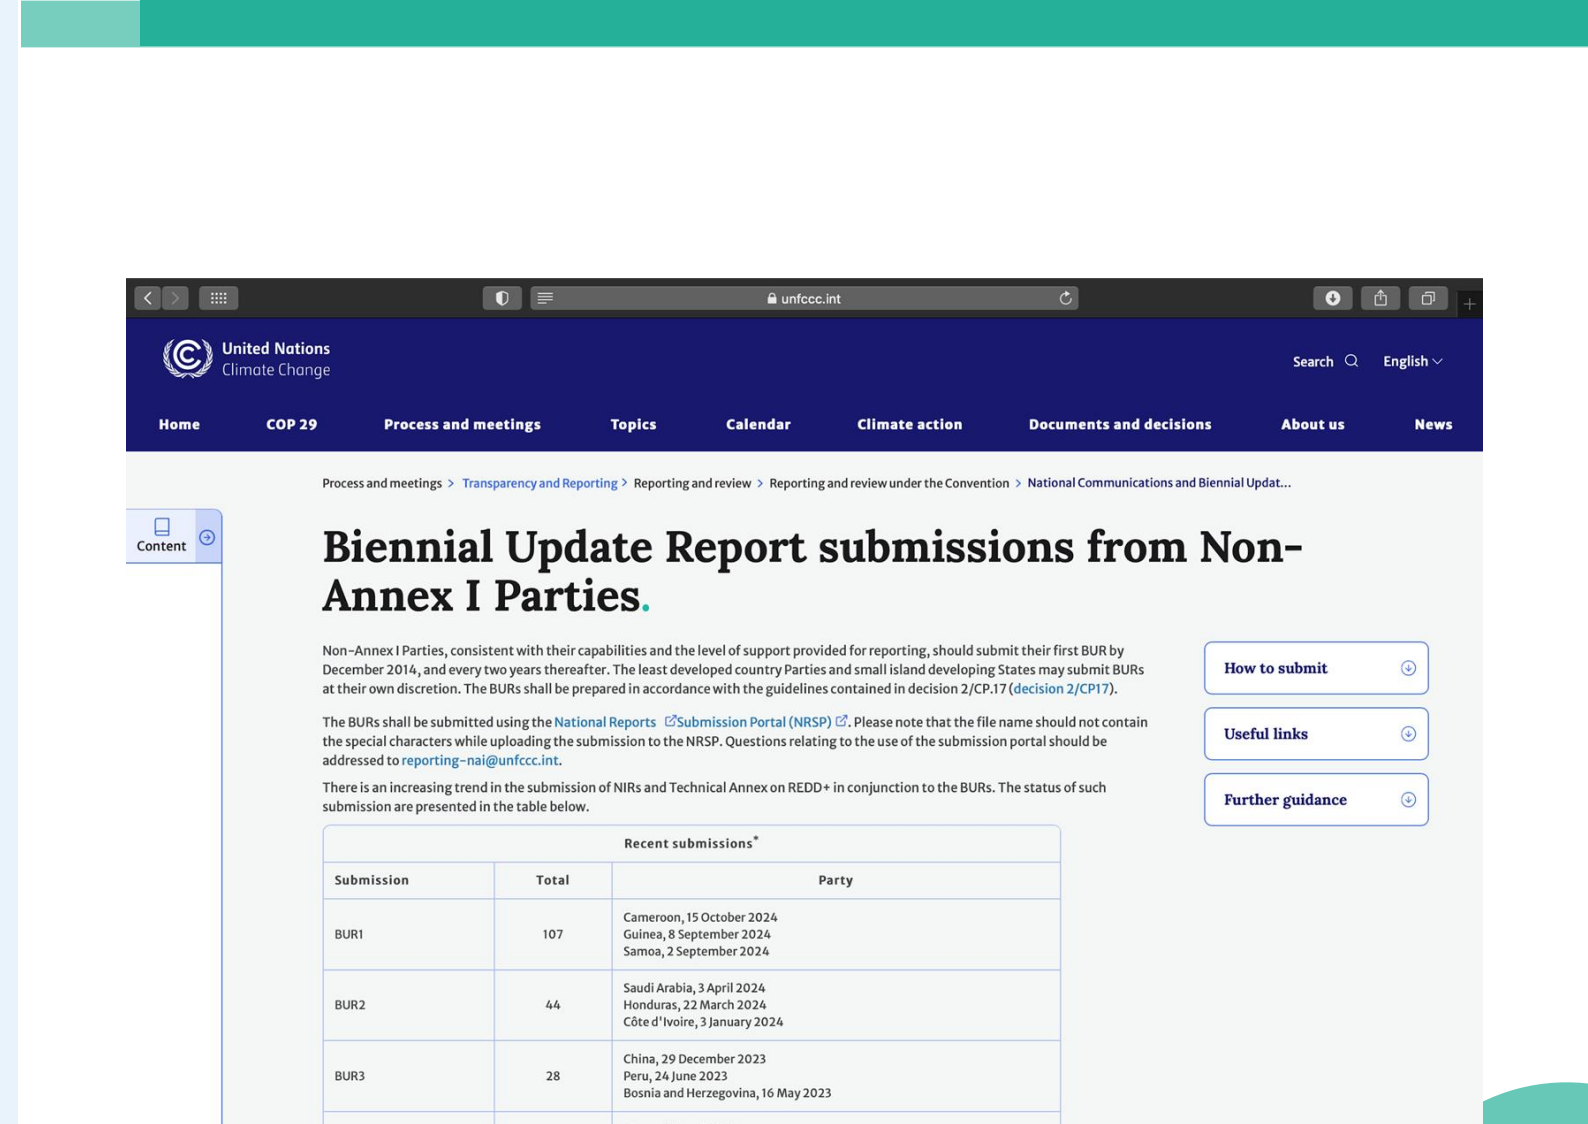 unfccc.int
United Nations
Climate Change
Search
English
Home COP 29 Process and meetings Topics Calendar Climate action Documents and decisions About us News
Process and meetings > Transparency and Reporting > Reporting and review > Reporting and review under the Convention > National Communications and Biennial Updat...
Content
Biennial Update Report submissions from Non-
Annex I Parties.
Non-Annex I Parties, consistent with their capabilities and the level of support provided for reporting, should submit their first BUR by
December 2014, and every two years thereafter. The least developed country Parties and small island developing States may submit BURs
at their own discretion. The BURs shall be prepared in accordance with the guidelines contained in decision 2/CP.17 (decision 2/CP17).
The BURs shall be submitted using the National Reports Submission Portal (NRSP). Please note that the file name should not contain
the special characters while uploading the submission to the NRSP. Questions relating to the use of the submission portal should be
addressed to reporting-nai@unfccc.int.
There is an increasing trend in the submission of NIRs and Technical Annex on REDD+ in conjunction to the BURs. The status of such
submission are presented in the table below.
How to submit
Useful links
Further guidance
Recent submissions*
Submission Total Party
BUR1 107
Cameroon, 15 October 2024
Guinea, 8 September 2024
Samoa, 2 September 2024
BUR2 44
Saudi Arabia, 3 April 2024
Honduras, 22 March 2024
Côte d'Ivoire, 3 January 2024
BUR3 28
China, 29 December 2023
Peru, 24 June 2023
Bosnia and Herzegovina, 16 May 2023